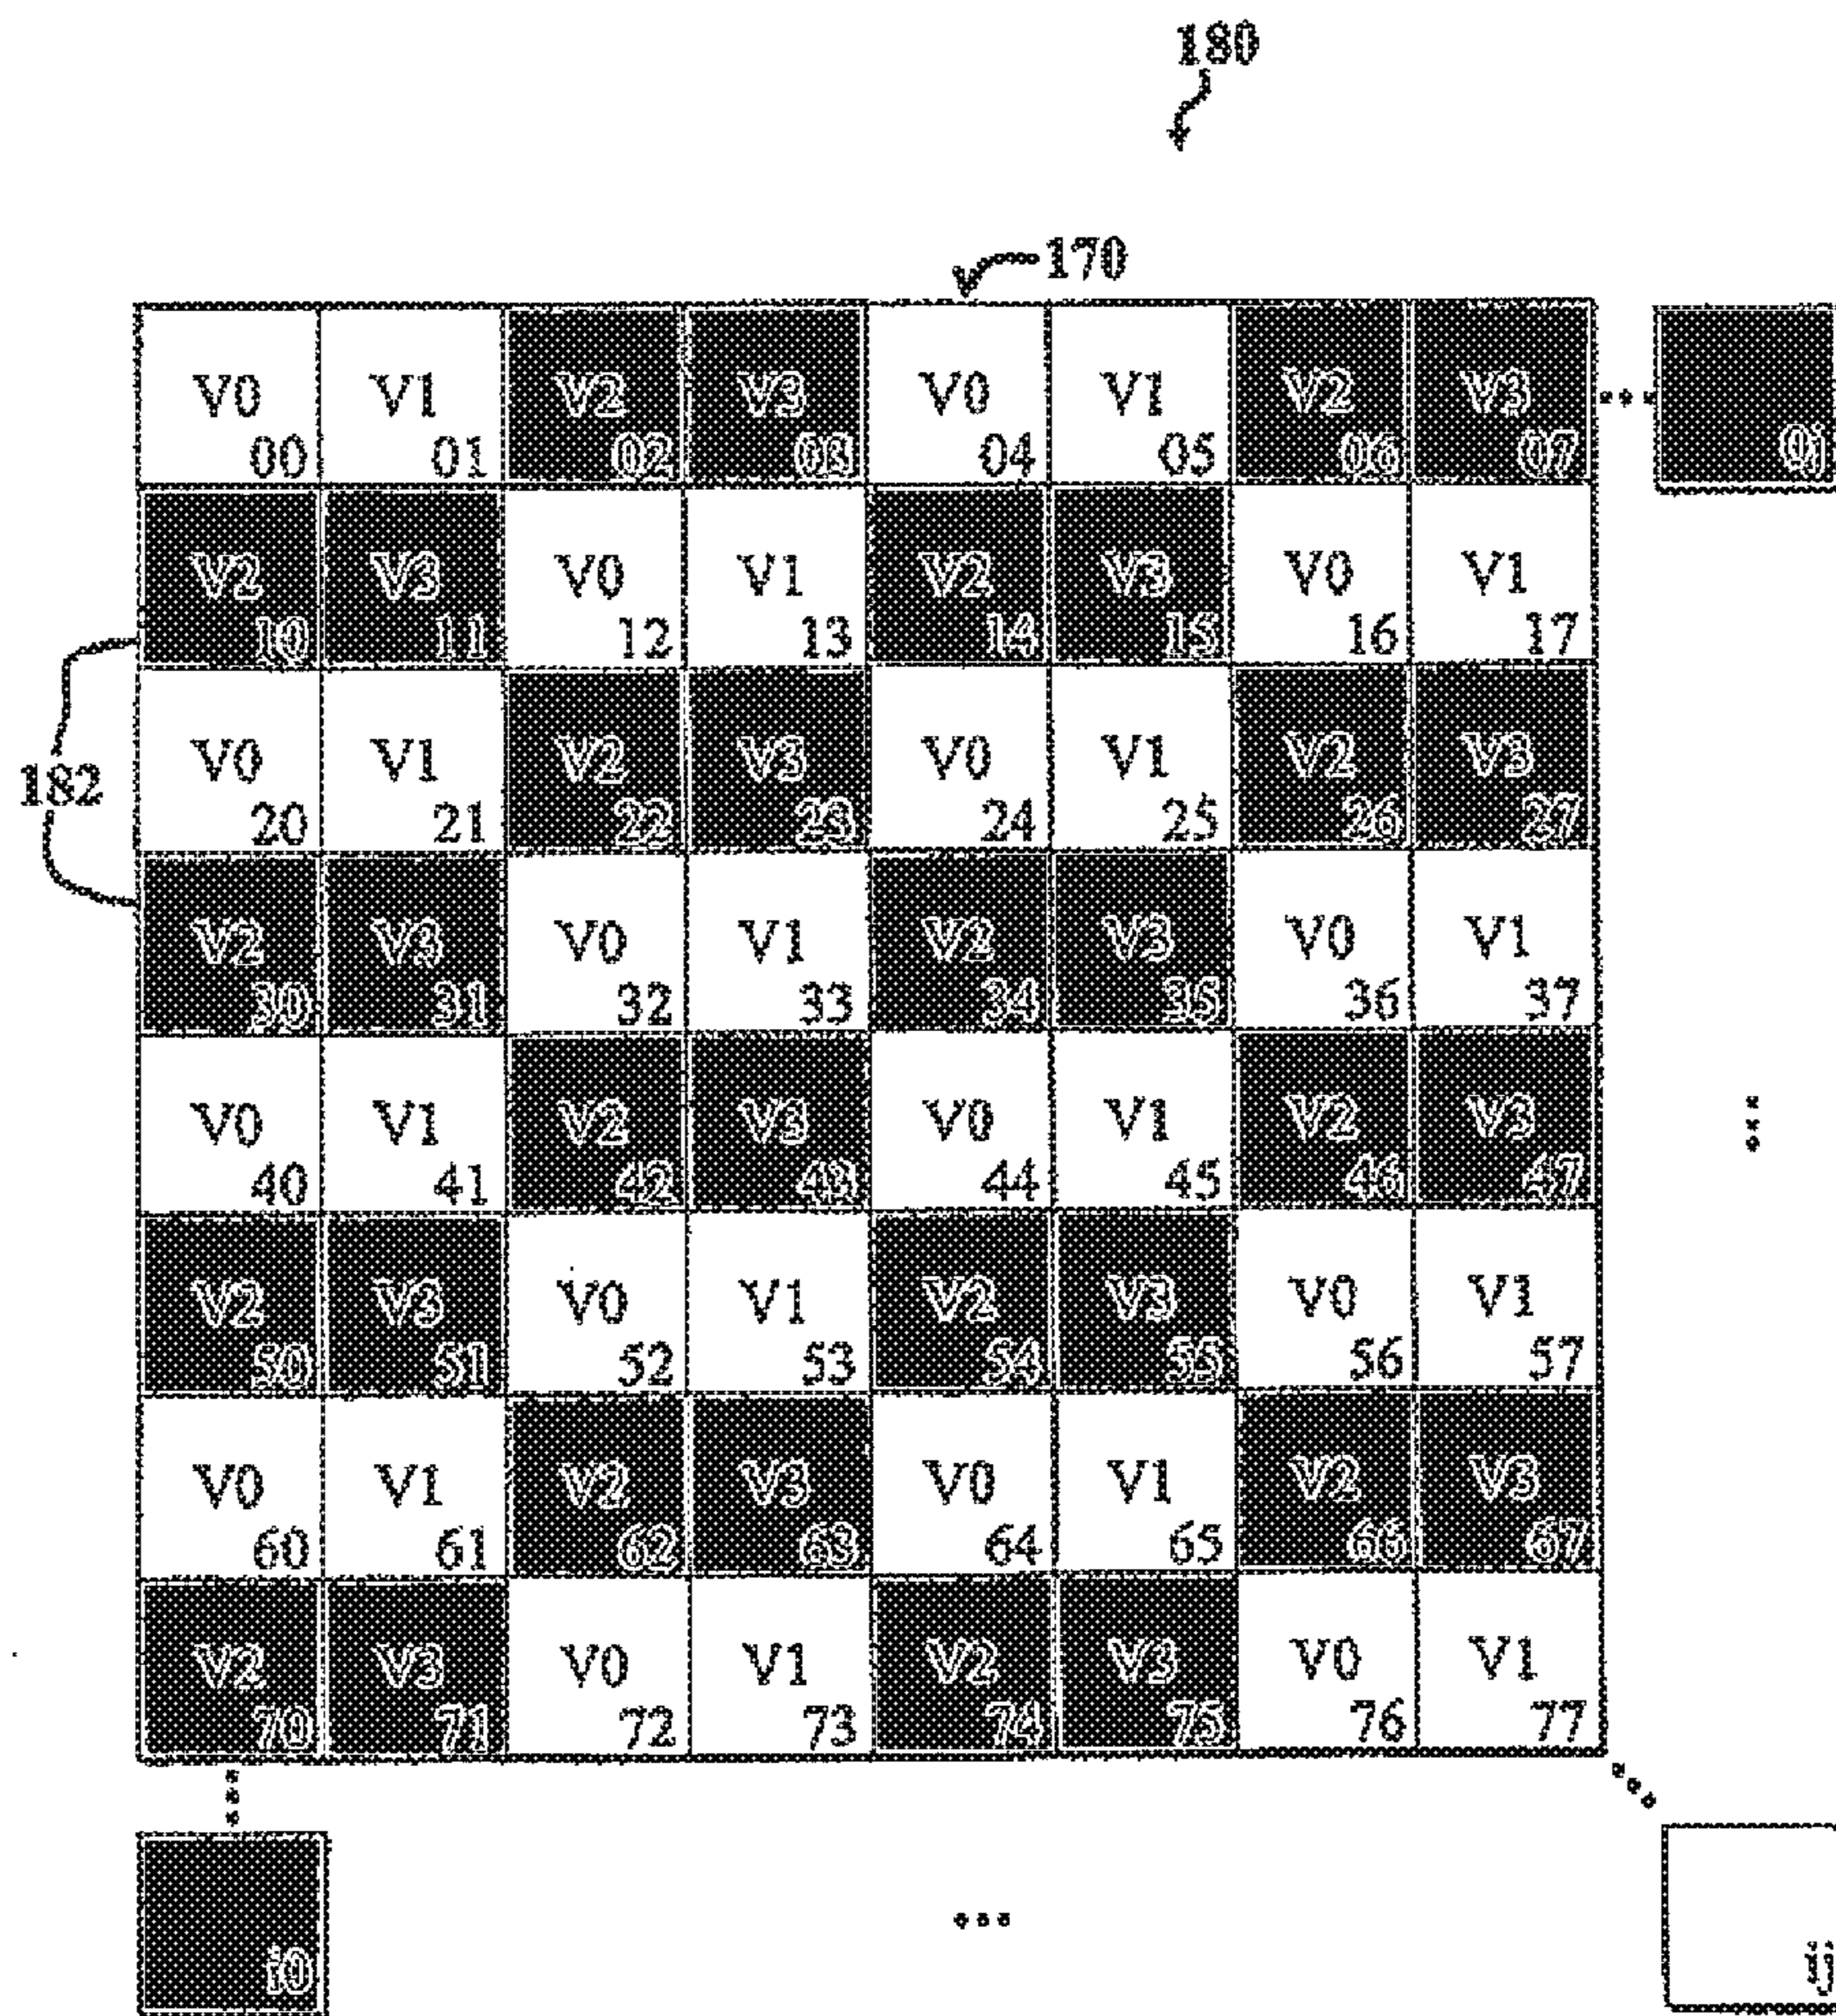 180
170
V0 V1 V2 V3 V0 V1 V2 V3
00 01 02 03 04 05 06 07 0j
V2 V3 V0 V1 V2 V3 V0 V1
10 11 12 13 14 15 16 17
V0 V1 V2 V3 V0 V1 V2 V3
182
20 21 22 23 24 25 26 27
V2 V3 V0 V1 V2 V3 V0 V1
30 31 32 33 34 35 36 37
V0 V1 V2 V3 V0 V1 V2 V3
40 41 42 43 44 45 46 47
V2 V3 V0 V1 V2 V3 V0 V1
50 51 52 53 54 55 56 57
V0 V1 V2 V3 V0 V1 V2 V3
60 61 62 63 64 65 66 67
V2 V3 V0 V1 V2 V3 V0 V1
70 71 72 73 74 75 76 77
i0 ij